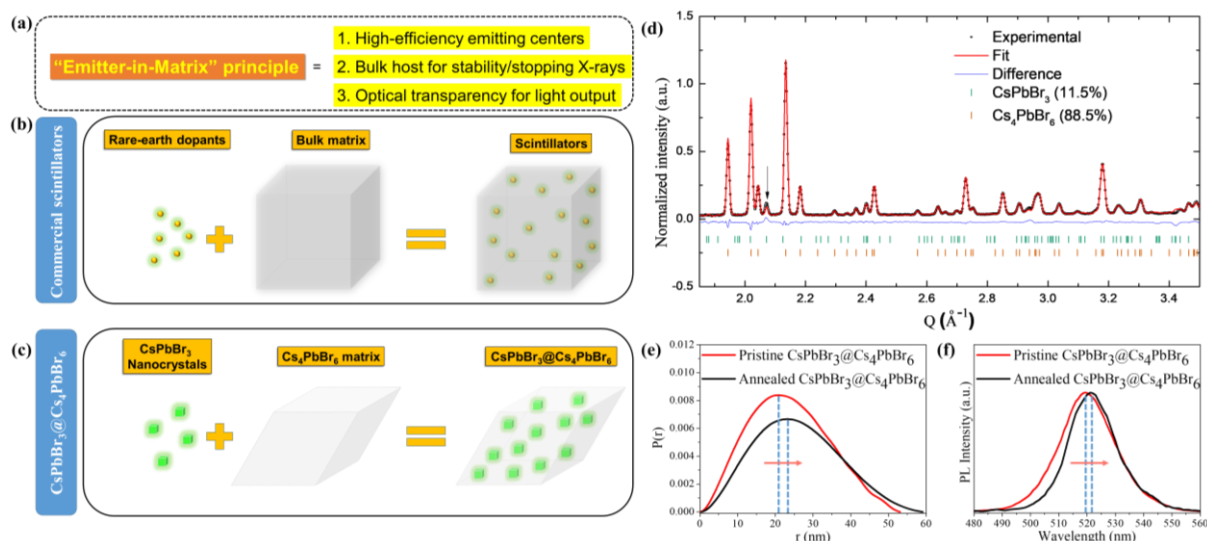 (a)
“Emitter-in-Matrix” principle =
1. High-efficiency emitting centers
2. Bulk host for stability/stopping X-rays
3. Optical transparency for light output
(b)
Commercial scintillators
Rare-earth dopants
Bulk matrix
Scintillators
(c)
CsPbBr3@Cs4PbBr6
CsPbBr3
Nanocrystals
Cs4PbBr6 matrix
CsPbBr3@Cs4PbBr6
(d)
Normalized intensity (a.u.)
1.5
1.0
0.5
0.0
-0.5
Experimental
Fit
Difference
CsPbBr3 (11.5%)
Cs4PbBr6 (88.5%)
2.0 2.2 2.4 2.6 2.8 3.0 3.2 3.4
Q (Å-1)
(e)
P(r)
0.012
0.010
0.008
0.006
0.004
0.002
0.000
Pristine CsPbBr3@Cs4PbBr6
Annealed CsPbBr3@Cs4PbBr6
0 10 20 30 40 50 60
r (nm)
(f)
PL Intensity (a.u.)
Pristine CsPbBr3@Cs4PbBr6
Annealed CsPbBr3@Cs4PbBr6
480 490 500 510 520 530 540 550 560
Wavelength (nm)